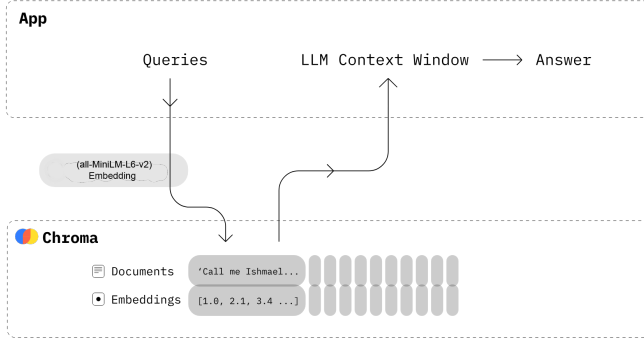 App
Queries
LLM Context Window
Answer
(all-MiniLM-L6-v2)
Embedding
Chroma
Documents
‘Call me Ishmael...
Embeddings
[1.0, 2.1, 3.4 ...]